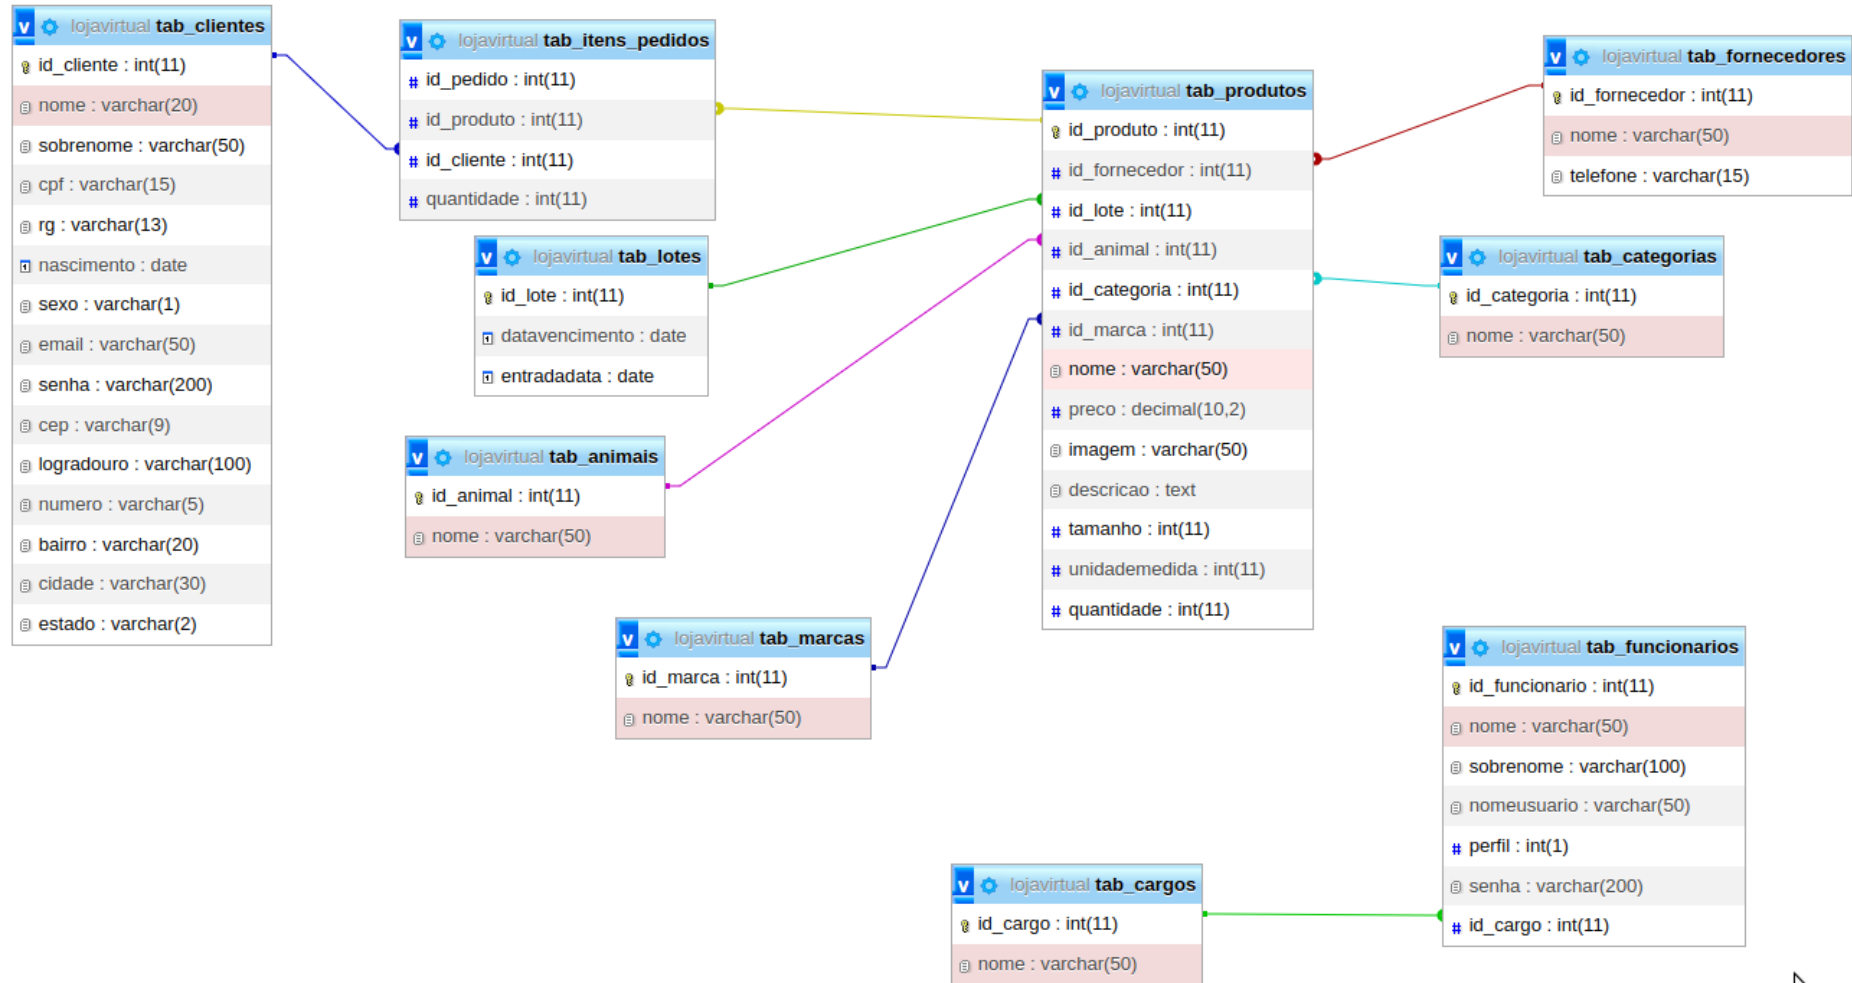 lojavirtual tab_clientes
id_cliente : int(11)
nome : varchar(20)
sobrenome : varchar(50)
cpf : varchar(15)
rg : varchar(13)
nascimento : date
sexo : varchar(1)
email : varchar(50)
senha : varchar(200)
cep : varchar(9)
logradouro : varchar(100)
numero : varchar(5)
bairro : varchar(20)
cidade : varchar(30)
estado : varchar(2)
lojavirtual tab_itens_pedidos
id_pedido : int(11)
id_produto : int(11)
id_cliente : int(11)
quantidade : int(11)
lojavirtual tab_lotes
id_lote : int(11)
datavencimento : date
entradadata : date
lojavirtual tab_animais
id_animal : int(11)
nome : varchar(50)
lojavirtual tab_marcas
id_marca : int(11)
nome : varchar(50)
lojavirtual tab_produtos
id_produto : int(11)
id_fornecedor : int(11)
id_lote : int(11)
id_animal : int(11)
id_categoria : int(11)
id_marca : int(11)
nome : varchar(50)
preco : decimal(10,2)
imagem : varchar(50)
descricao : text
tamanho : int(11)
unidademedida : int(11)
quantidade : int(11)
lojavirtual tab_fornecedores
id_fornecedor : int(11)
nome : varchar(50)
telefone : varchar(15)
lojavirtual tab_categorias
id_categoria : int(11)
nome : varchar(50)
lojavirtual tab_funcionarios
id_funcionario : int(11)
nome : varchar(50)
sobrenome : varchar(100)
nomeusuario : varchar(50)
perfil : int(1)
senha : varchar(200)
id_cargo : int(11)
lojavirtual tab_cargos
id_cargo : int(11)
nome : varchar(50)